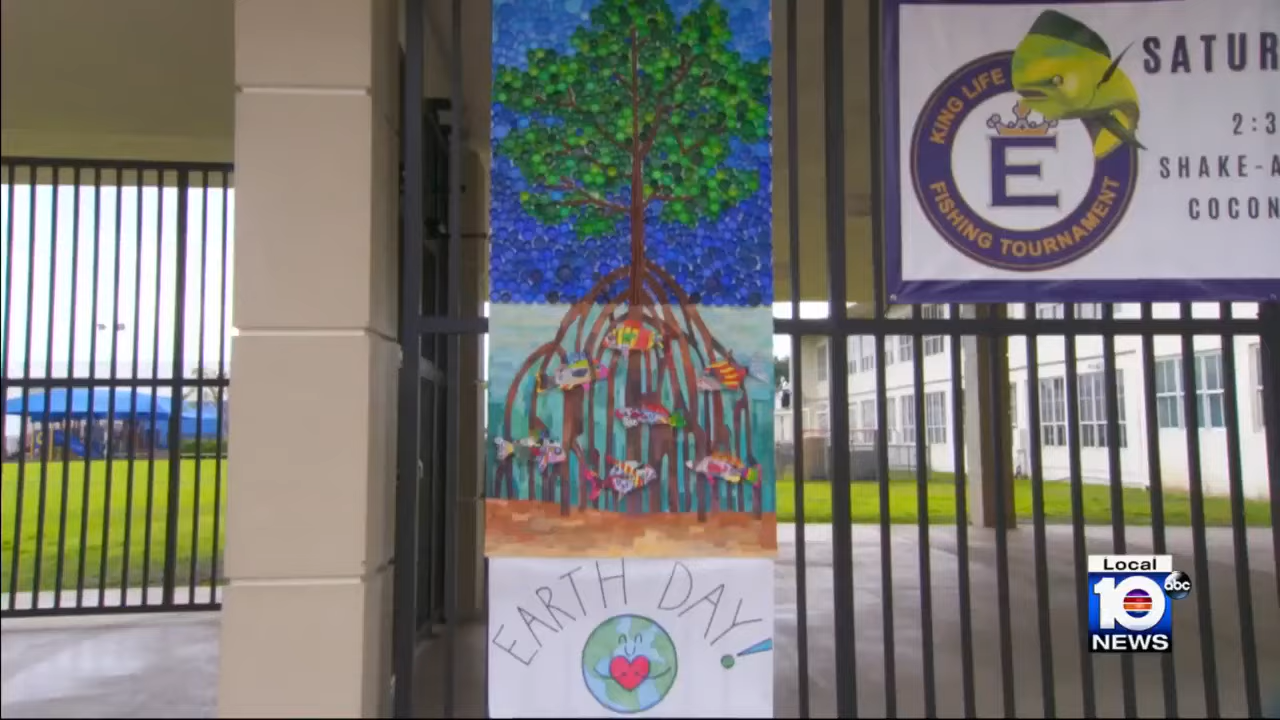 KING LIFE
E
FISHING TOURNAMENT
SATUR
2:3
SHAKE-A
COCON
EARTH DAY!
Local
10
abc
NEWS